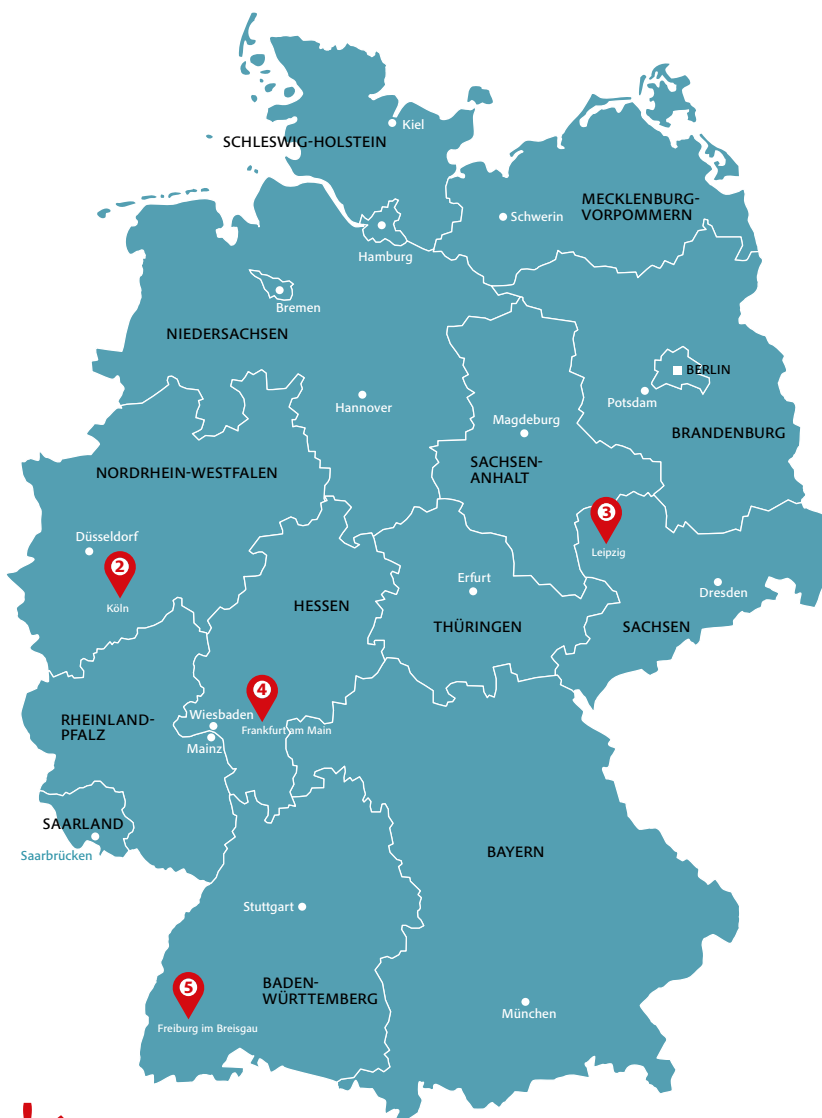 Kiel
SCHLESWIG-HOLSTEIN
MECKLENBURG-
VORPOMMERN
Schwerin
Hamburg
Bremen
NIEDERSACHSEN
BERLIN
Potsdam
Hannover
Magdeburg
BRANDENBURG
SACHSEN-
ANHALT
NORDRHEIN-WESTFALEN
3
Leipzig
Düsseldorf
2
Köln
Erfurt
Dresden
HESSEN
THÜRINGEN
SACHSEN
4
Wiesbaden
RHEINLAND-
PFALZ
Frankfurt am Main
Mainz
SAARLAND
Saarbrücken
BAYERN
Stuttgart
5
BADEN-
WÜRTTEMBERG
München
Freiburg im Breisgau